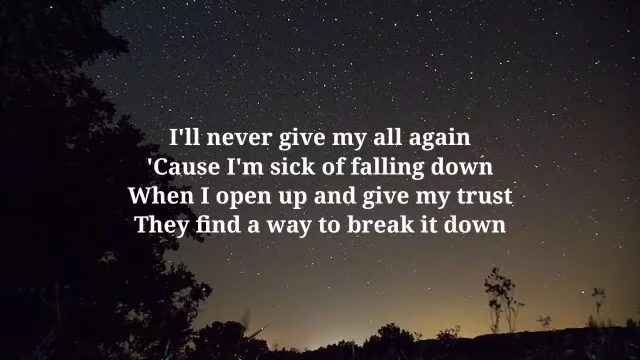 I'll never give my all again
'Cause I'm sick of falling down
When I open up and give my trust
They find a way to break it down